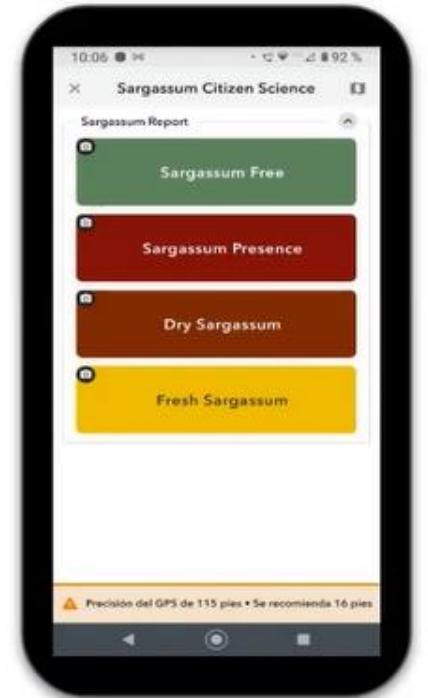 10:06
92 %
Sargassum Citizen Science
Sargassum Report
Sargassum Free
Sargassum Presence
Dry Sargassum
Fresh Sargassum
Precisión del GPS de 115 pies • Se recomienda 16 pies